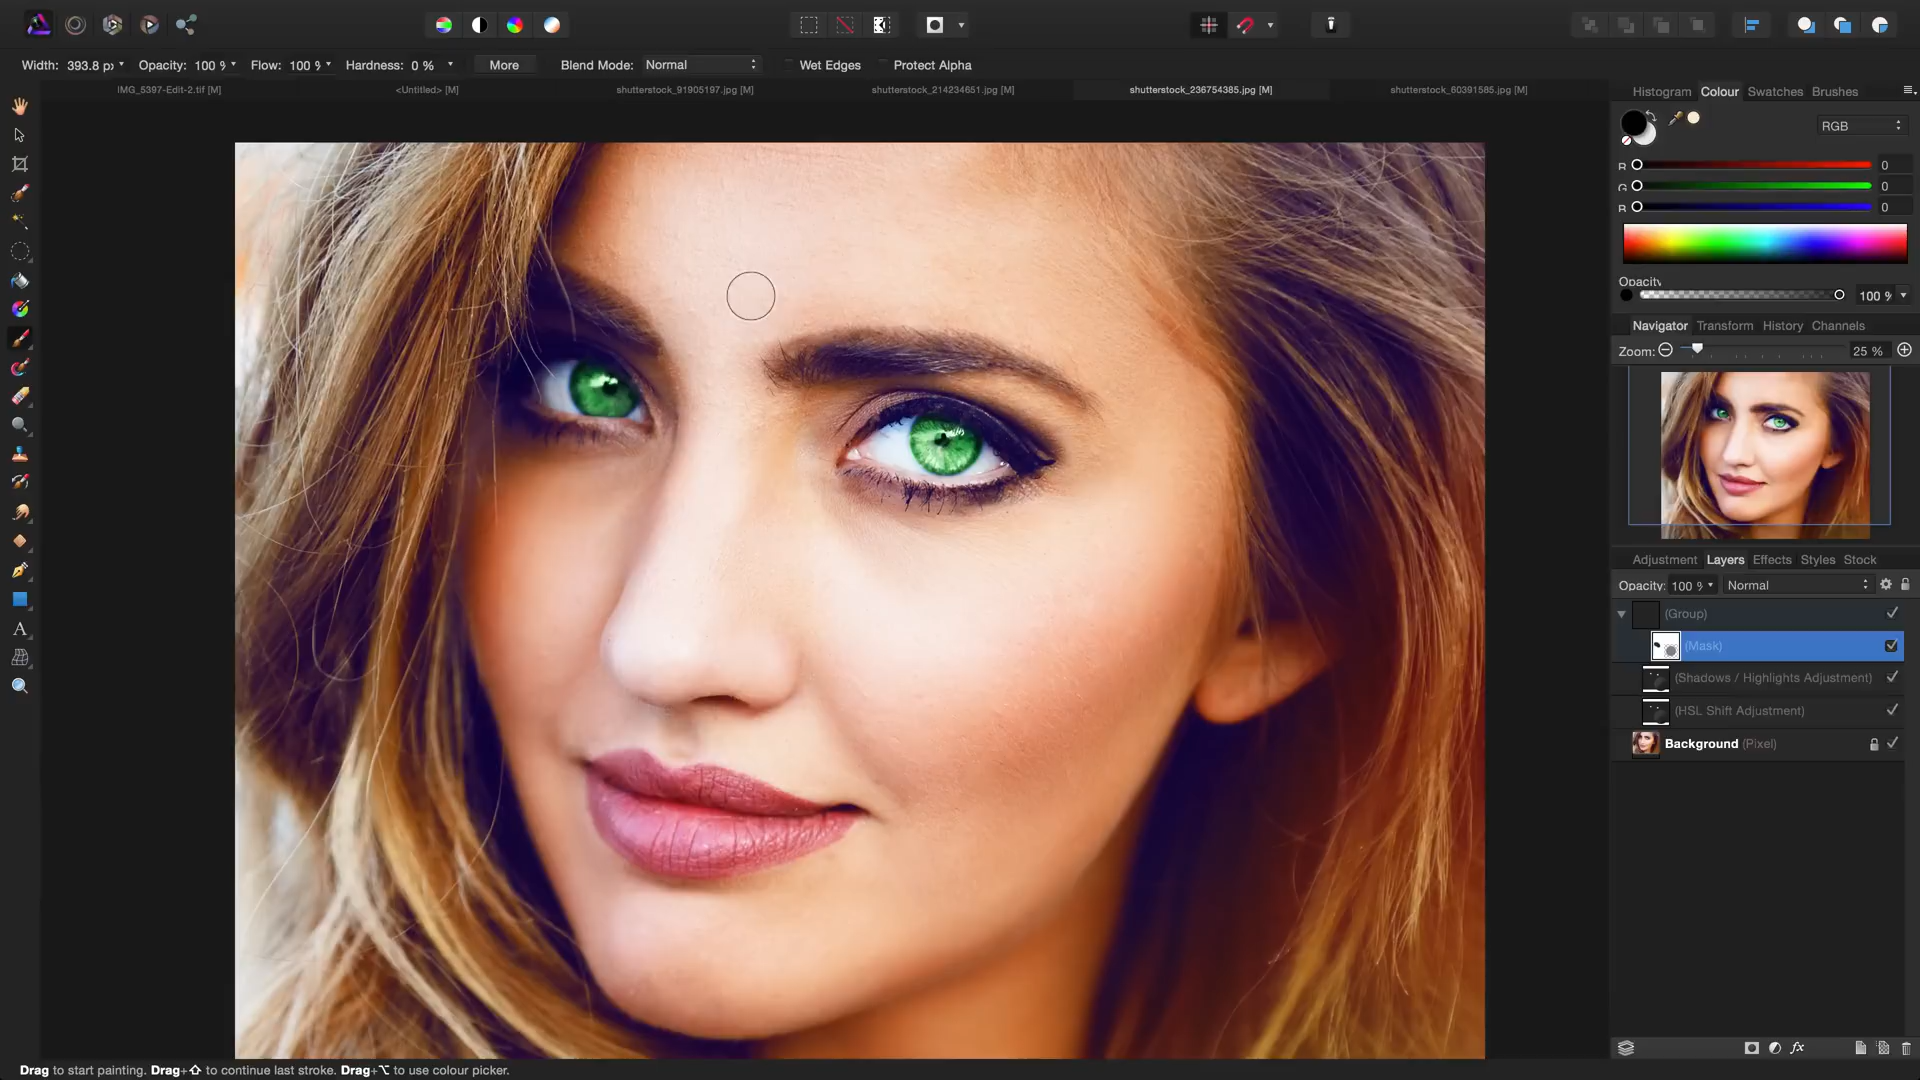 Width: 393.8 px Opacity: 100 % Flow: 100 % Hardness: 0 % More Blend Mode: Normal Wet Edges Protect Alpha
IMG_5397-Edit-2.tif [M] <Untitled> [M] shutterstock_91905197.jpg [M] shutterstock_214234651.jpg [M] shutterstock_236754385.jpg [M] shutterstock_60391585.jpg [M]
Histogram Colour Swatches Brushes
RGB
R 0
G 0
B 0
Opacity
100 %
Navigator Transform History Channels
Zoom: 25 %
Adjustment Layers Effects Styles Stock
Opacity: 100 % Normal
(Group)
(Mask)
(Shadows / Highlights Adjustment)
(HSL Shift Adjustment)
Background (Pixel)
fx
Drag to start painting. Drag+⇧ to continue last stroke. Drag+⌥ to use colour picker.